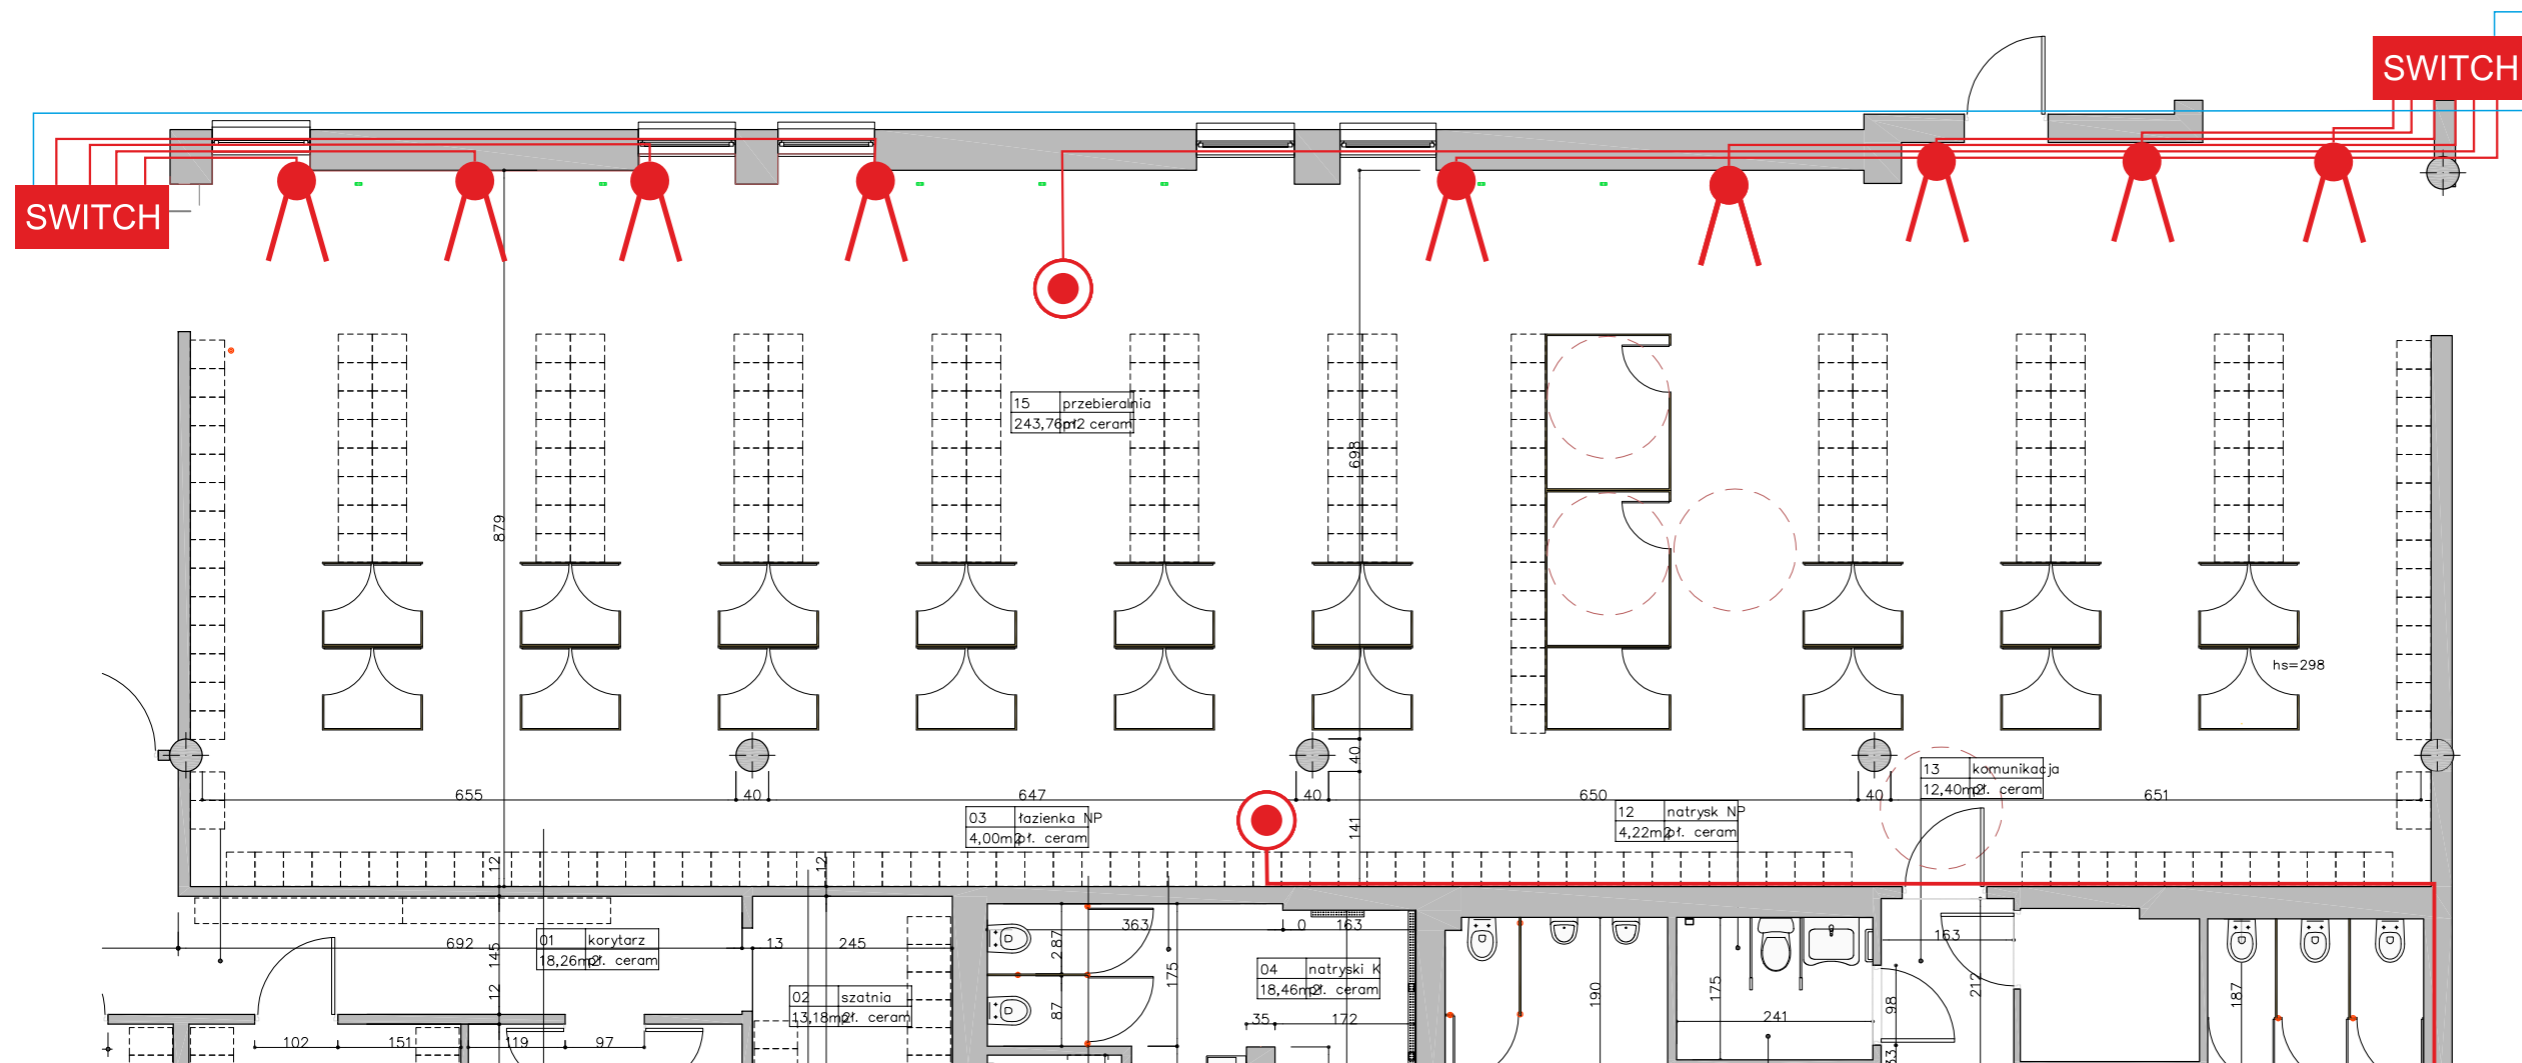 SWITCH
SWITCH
15 przebieralnia
243,76m2 pł. ceram
698
879
hs=298
40
13 komunikacja
12,40m2 pł. ceram
655
40
647
40
650
40
651
03 łazienka NP
4,00m2 pł. ceram
12 natrysk NP
4,22m2 pł. ceram
141
12
12
363
0
163
692
01 korytarz
18,26m2 pł. ceram
13
245
287
163
145
175
04 natryski K
18,46m2 pł. ceram
02 szatnia
13,18m2 pł. ceram
12
87
190
175
212
98
187
241
35
172
102
151
119
97
33